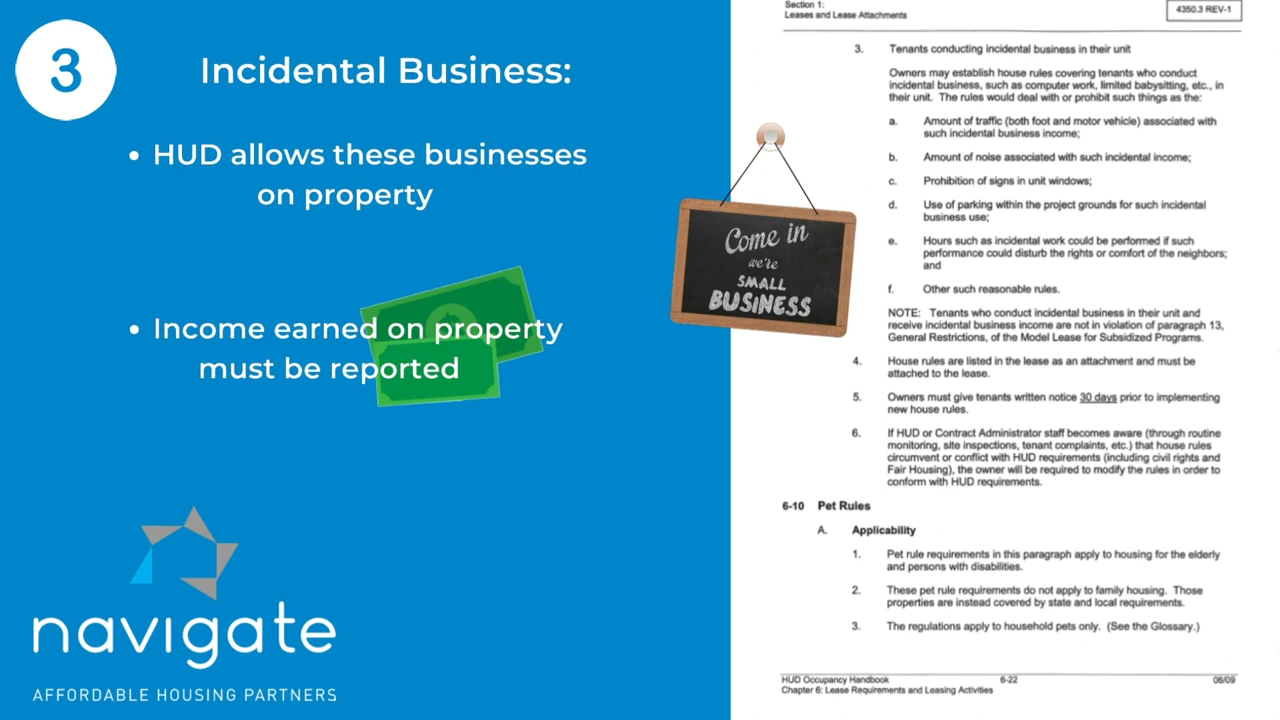 3
Incidental Business:
• HUD allows these businesses
on property
• Income earned on property
must be reported
navigate
AFFORDABLE HOUSING PARTNERS
Come in
we're
SMALL
BUSINESS
Section 1:
Leases and Lease Attachments
4350.3 REV-1
3. Tenants conducting incidental business in their unit
Owners may establish house rules covering tenants who conduct
incidental business, such as computer work, limited babysitting, etc., in
their unit. The rules would deal with or prohibit such things as the:
a. Amount of traffic (both foot and motor vehicle) associated with
such incidental business income;
b. Amount of noise associated with such incidental income;
c. Prohibition of signs in unit windows;
d. Use of parking within the project grounds for such incidental
business use;
e. Hours such as incidental work could be performed if such
performance could disturb the rights or comfort of the neighbors;
and
f. Other such reasonable rules.
NOTE: Tenants who conduct incidental business in their unit and
receive incidental business income are not in violation of paragraph 13,
General Restrictions, of the Model Lease for Subsidized Programs.
4. House rules are listed in the lease as an attachment and must be
attached to the lease.
5. Owners must give tenants written notice 30 days prior to implementing
new house rules.
6. If HUD or Contract Administrator staff becomes aware (through routine
monitoring, site inspections, tenant complaints, etc.) that house rules
circumvent or conflict with HUD requirements (including civil rights and
Fair Housing), the owner will be required to modify the rules in order to
conform with HUD requirements.
6-10 Pet Rules
A. Applicability
1. Pet rule requirements in this paragraph apply to housing for the elderly
and persons with disabilities.
2. These pet rule requirements do not apply to family housing. Those
properties are instead covered by state and local requirements.
3. The regulations apply to household pets only. (See the Glossary.)
HUD Occupancy Handbook 6-22 06/09
Chapter 6: Lease Requirements and Leasing Activities